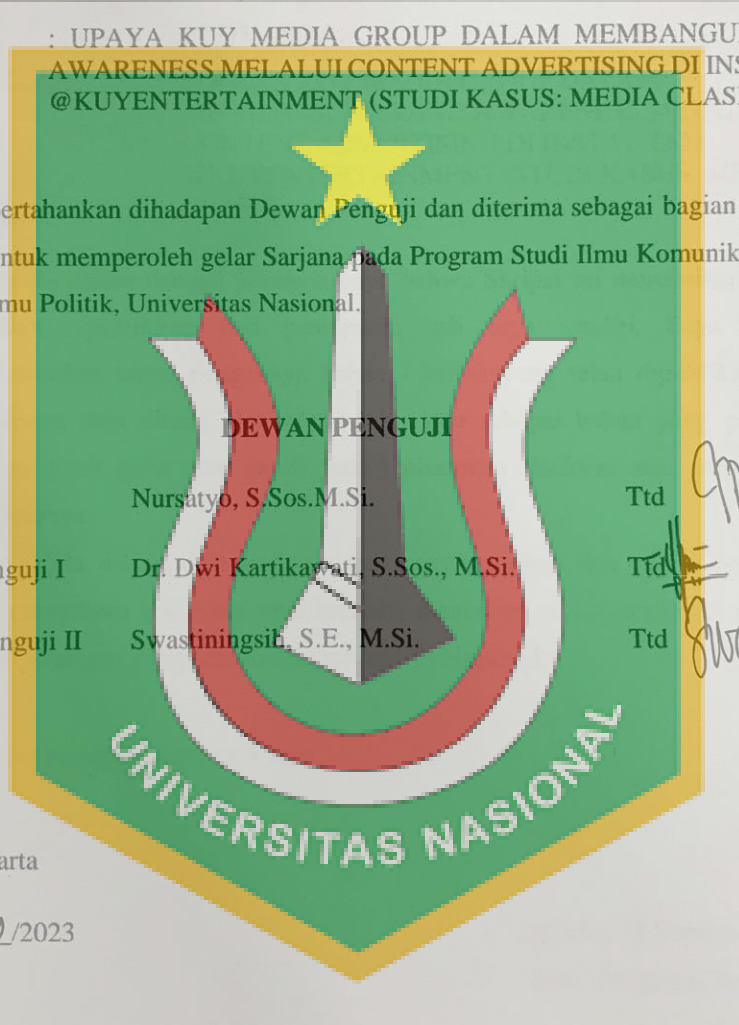 : UPAYA KUY MEDIA GROUP DALAM MEMBANGU
AWARENESS MELALUI CONTENT ADVERTISING DI INS
@KUYENTERTAINMENT (STUDI KASUS: MEDIA CLAS
ertahankan dihadapan Dewan Penguji dan diterima sebagai bagian
ntuk memperoleh gelar Sarjana pada Program Studi Ilmu Komunik
mu Politik, Universitas Nasional.
DEWAN PENGUJI
Nursatyo, S.Sos.M.Si. Ttd
nguji I Dr. Dwi Kartikawati, S.Sos., M.Si. Ttd
nguji II Swastiningsih, S.E., M.Si. Ttd
UNIVERSITAS NASIONAL
arta
/2023